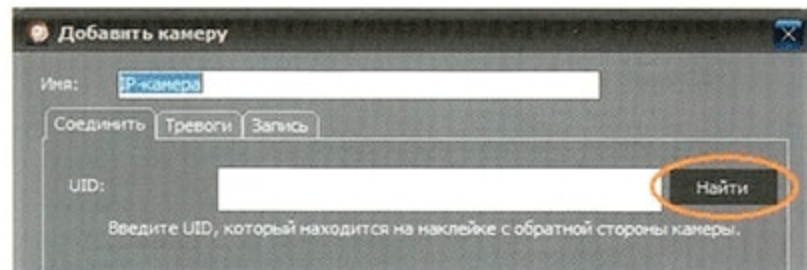 Добавить камеру
Имя: IP-камера
Соединить Тревоги Запись
UID: Найти
Введите UID, который находится на наклейке с обратной стороны камеры.